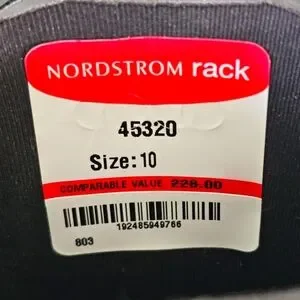 NORDSTROM rack
45320
Size: 10
COMPARABLE VALUE 228.00
192485949766
803